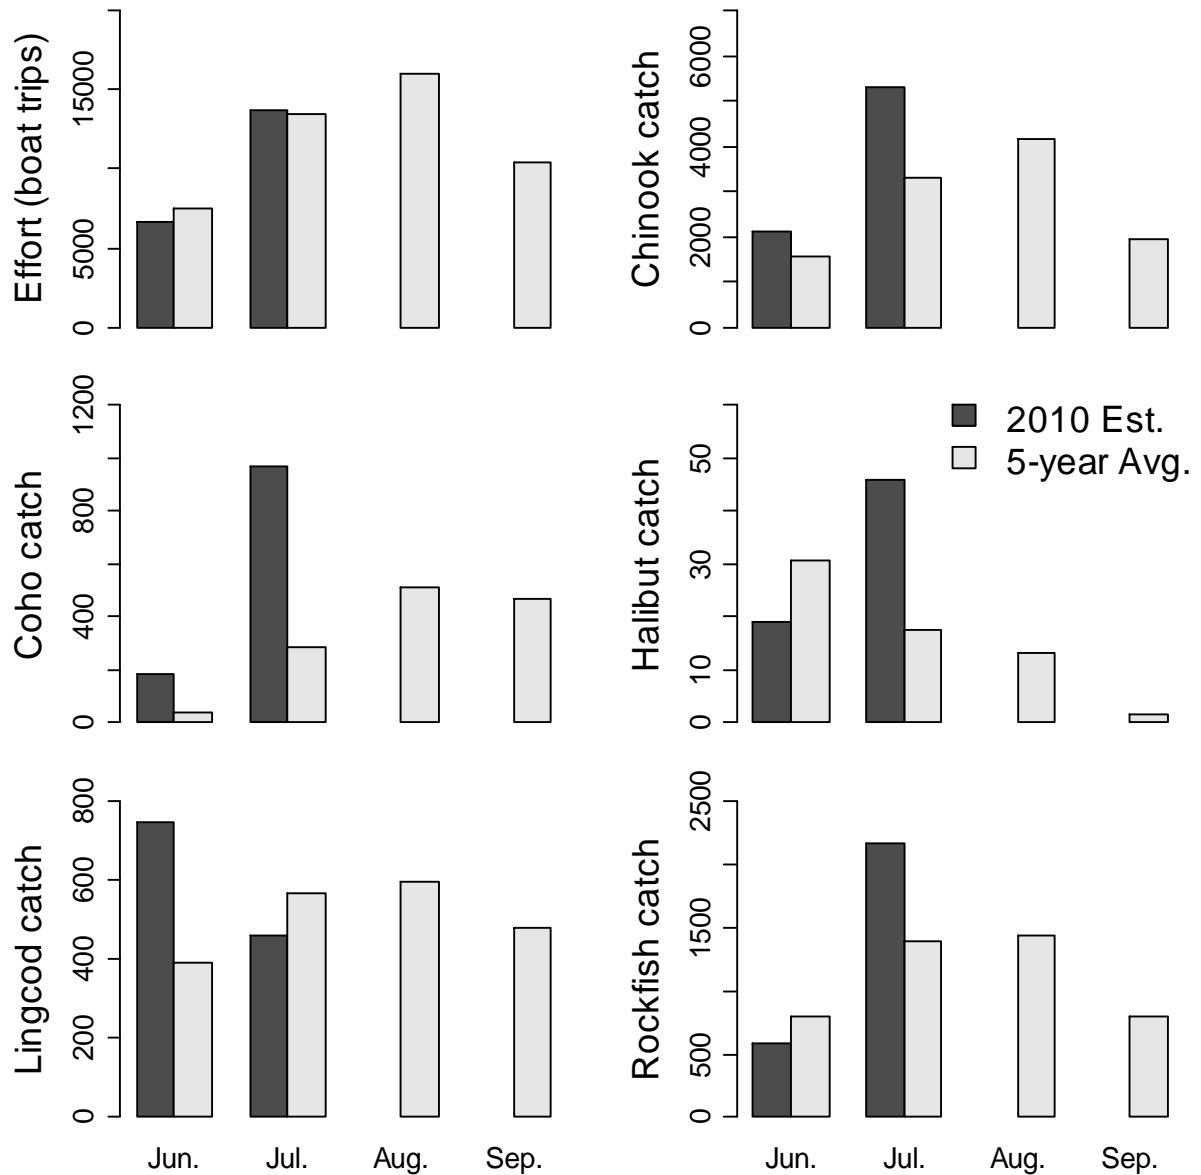 Effort (boat trips)
0
5000
15000
Chinook catch
0
2000
4000
6000
Coho catch
0
400
800
1200
Halibut catch
0
10
30
50
2010 Est.
5-year Avg.
Lingcod catch
0
200
400
600
800
Rockfish catch
0
500
1500
2500
Jun. Jul. Aug. Sep.
Jun. Jul. Aug. Sep.